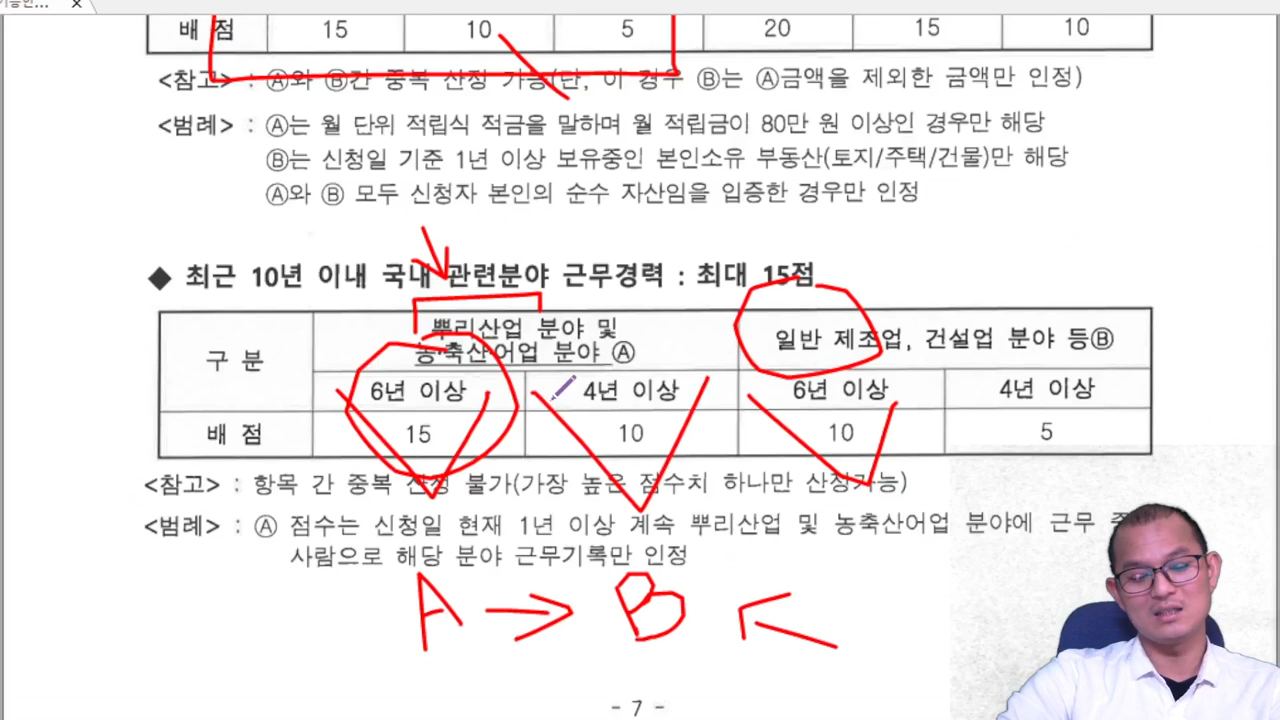 배 점 15 10 5 20 15 10
<참고> : Ⓐ와 Ⓑ간 중복 산정 가능(단, 이 경우 Ⓑ는 Ⓐ금액을 제외한 금액만 인정)
<범례> : Ⓐ는 월 단위 적립식 적금을 말하며 월 적립금이 80만 원 이상인 경우만 해당
Ⓑ는 신청일 기준 1년 이상 보유중인 본인소유 부동산(토지/주택/건물)만 해당
Ⓐ와 Ⓑ 모두 신청자 본인의 순수 자산임을 입증한 경우만 인정
◆ 최근 10년 이내 국내 관련분야 근무경력 : 최대 15점
구 분
뿌리산업 분야 및
농·축산어업 분야 Ⓐ
일반 제조업, 건설업 분야 등Ⓑ
6년 이상 4년 이상 6년 이상 4년 이상
배 점 15 10 10 5
<참고> : 항목 간 중복 산정 불가(가장 높은 점수치 하나만 산정가능)
<범례> : Ⓐ 점수는 신청일 현재 1년 이상 계속 뿌리산업 및 농축산어업 분야에 근무
사람으로 해당 분야 근무기록만 인정
A → B ←
- 7 -